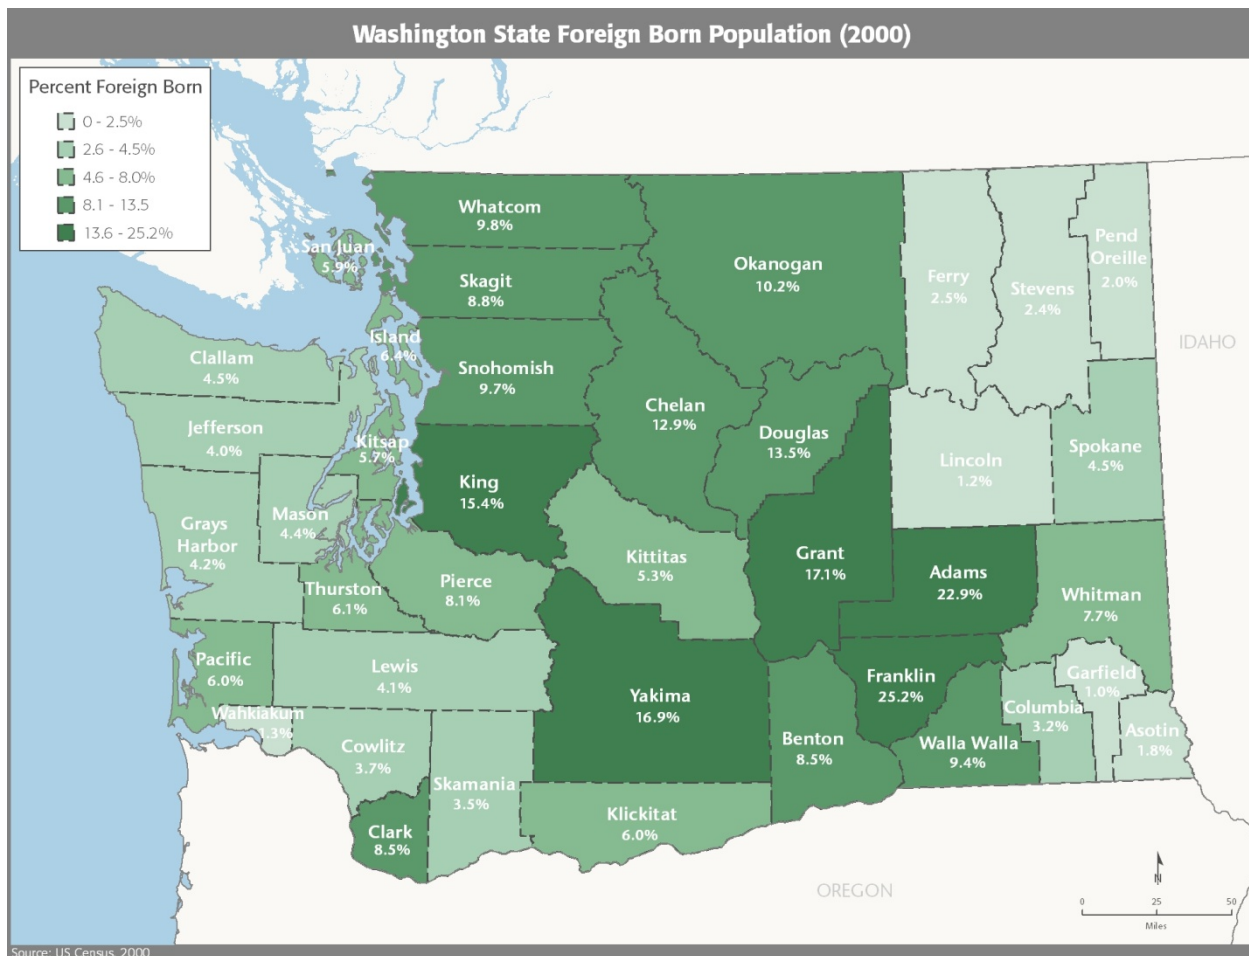 Washington State Foreign Born Population (2000)
Percent Foreign Born
0 - 2.5%
2.6 - 4.5%
4.6 - 8.0%
8.1 - 13.5
13.6 - 25.2%
Whatcom
9.8%
San Juan
5.9%
Skagit
8.8%
Okanogan
10.2%
Ferry
2.5%
Stevens
2.4%
Pend
Oreille
2.0%
IDAHO
Island
6.4%
Clallam
4.5%
Snohomish
9.7%
Chelan
12.9%
Jefferson
4.0%
Kitsap
5.7%
Douglas
13.5%
Lincoln
1.2%
Spokane
4.5%
King
15.4%
Mason
4.4%
Grays
Harbor
4.2%
Kittitas
5.3%
Grant
17.1%
Adams
22.9%
Thurston
6.1%
Pierce
8.1%
Whitman
7.7%
Pacific
6.0%
Lewis
4.1%
Yakima
16.9%
Franklin
25.2%
Garfield
1.0%
Wahkiakum
1.3%
Columbia
3.2%
Asotin
1.8%
Cowlitz
3.7%
Benton
8.5%
Walla Walla
9.4%
Skamania
3.5%
Klickitat
6.0%
Clark
8.5%
OREGON
N
0 25 50
Miles
Source: US Census, 2000